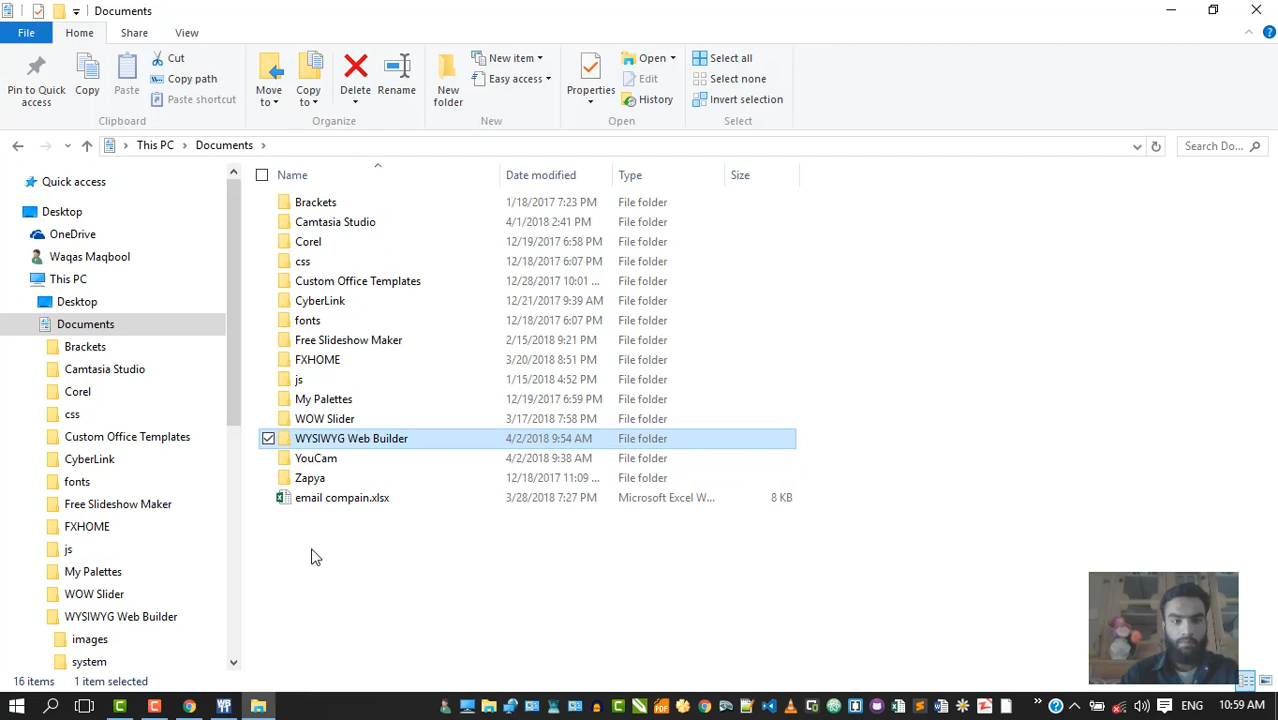 Documents
File Home Share View
Pin to Quick access
Copy
Paste
Cut
Copy path
Paste shortcut
Clipboard
Move to
Copy to
Delete
Rename
Organize
New folder
New item
Easy access
New
Properties
Open
Edit
History
Open
Select all
Select none
Invert selection
Select
This PC Documents
Search Do...
Quick access
Desktop
OneDrive
Waqas Maqbool
This PC
Desktop
Documents
Brackets
Camtasia Studio
Corel
css
Custom Office Templates
CyberLink
fonts
Free Slideshow Maker
FXHOME
js
My Palettes
WOW Slider
WYSIWYG Web Builder
images
system
Name Date modified Type Size
Brackets 1/18/2017 7:23 PM File folder
Camtasia Studio 4/1/2018 2:41 PM File folder
Corel 12/19/2017 6:58 PM File folder
css 12/18/2017 6:07 PM File folder
Custom Office Templates 12/28/2017 10:01 ... File folder
CyberLink 12/21/2017 9:39 AM File folder
fonts 12/18/2017 6:07 PM File folder
Free Slideshow Maker 2/15/2018 9:21 PM File folder
FXHOME 3/20/2018 8:51 PM File folder
js 1/15/2018 4:52 PM File folder
My Palettes 12/19/2017 6:59 PM File folder
WOW Slider 3/17/2018 7:58 PM File folder
WYSIWYG Web Builder 4/2/2018 9:54 AM File folder
YouCam 4/2/2018 9:38 AM File folder
Zapya 12/18/2017 11:09 ... File folder
email compain.xlsx 3/28/2018 7:27 PM Microsoft Excel W... 8 KB
16 items 1 item selected
ENG 10:59 AM